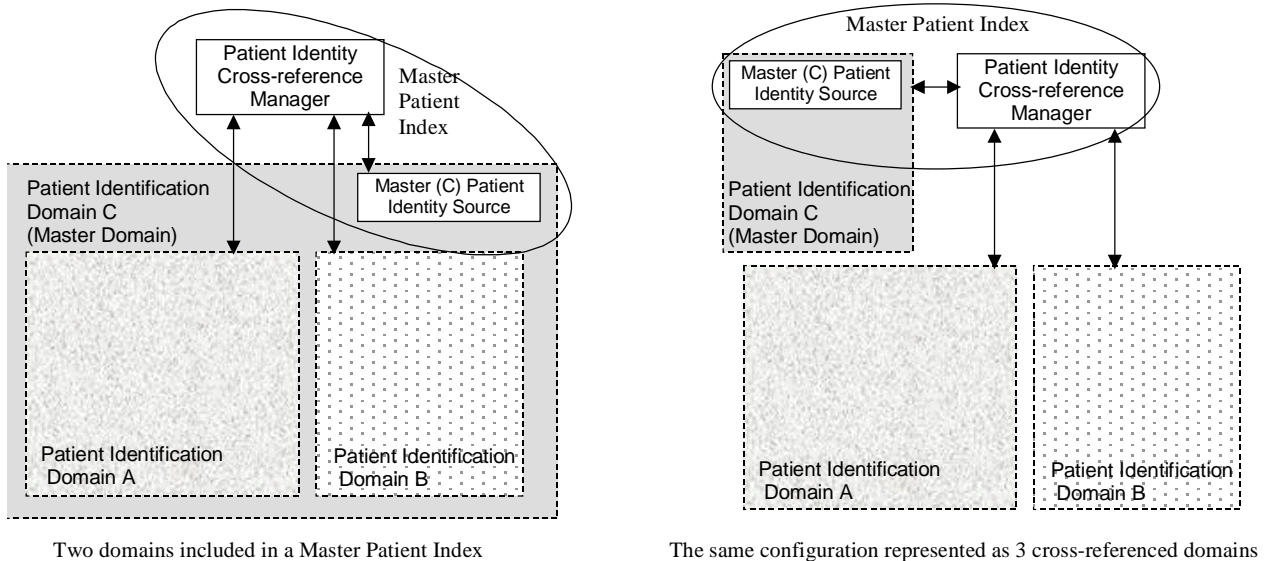 Patient Identity
Cross-reference
Manager
Master
Patient
Index
Patient Identification
Domain C
(Master Domain)
Master (C) Patient
Identity Source
Patient Identification
Domain A
Patient Identification
Domain B
Two domains included in a Master Patient Index
Master Patient Index
Master (C) Patient
Identity Source
Patient Identity
Cross-reference
Manager
Patient Identification
Domain C
(Master Domain)
Patient Identification
Domain A
Patient Identification
Domain B
The same configuration represented as 3 cross-referenced domains